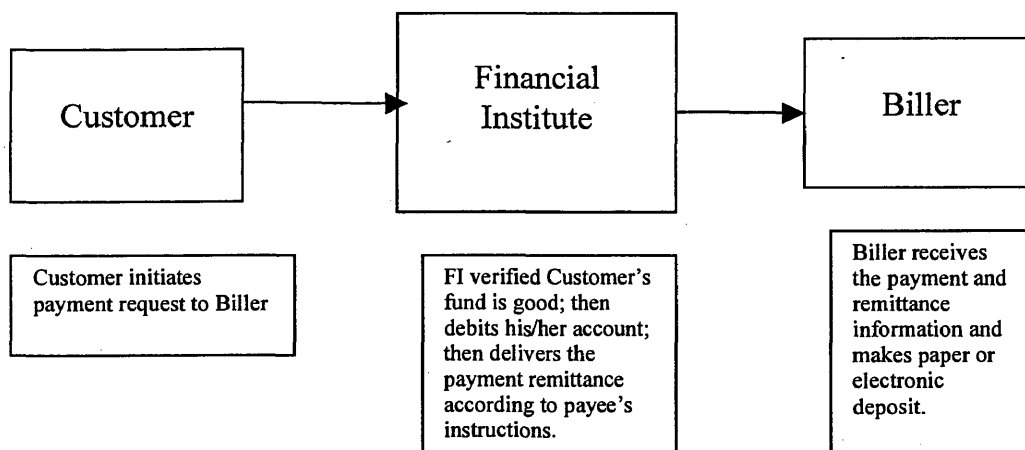 Customer
Financial
Institute
Biller
Customer initiates
payment request to Biller
FI verified Customer's
fund is good; then
debits his/her account;
then delivers the
payment remittance
according to payee's
instructions.
Biller receives
the payment and
remittance
information and
makes paper or
electronic
deposit.